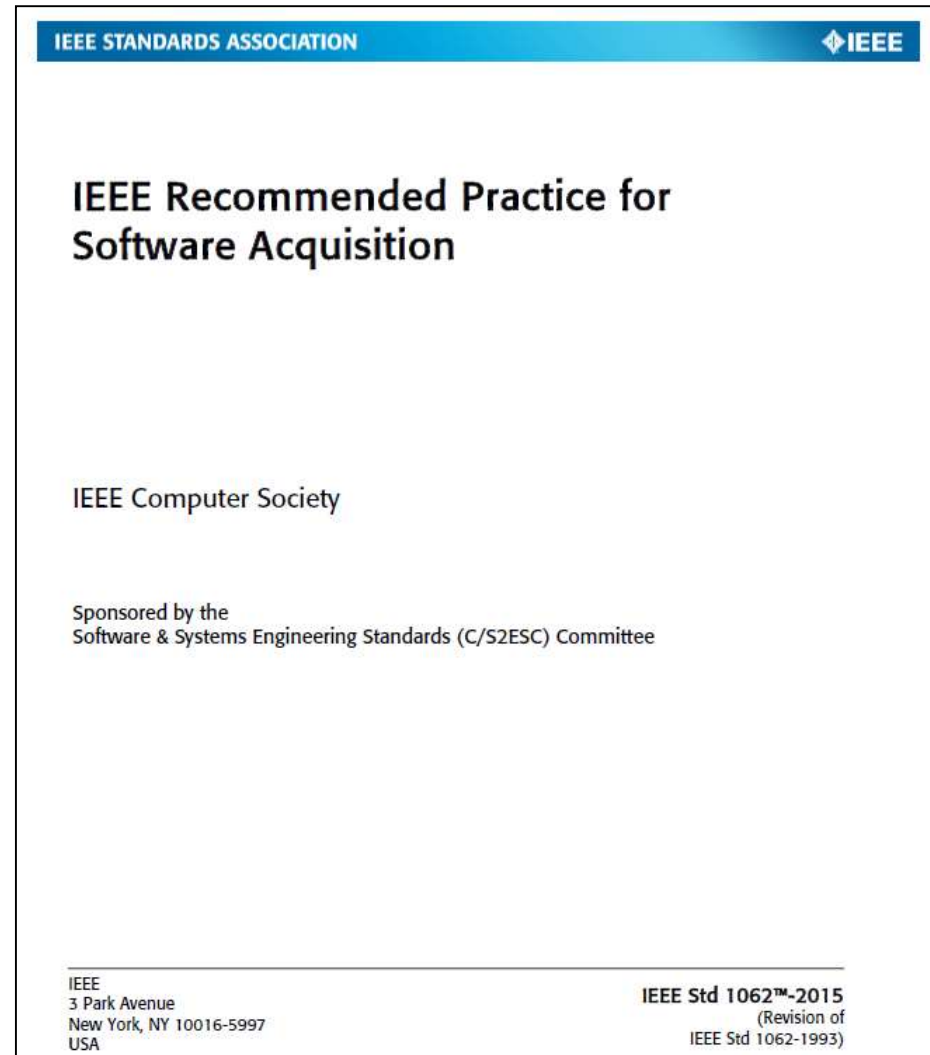 IEEE STANDARDS ASSOCIATION
IEEE
IEEE Recommended Practice for
Software Acquisition
IEEE Computer Society
Sponsored by the
Software & Systems Engineering Standards (C/S2ESC) Committee
IEEE
3 Park Avenue
New York, NY 10016-5997
USA
IEEE Std 1062™-2015
(Revision of
IEEE Std 1062-1993)